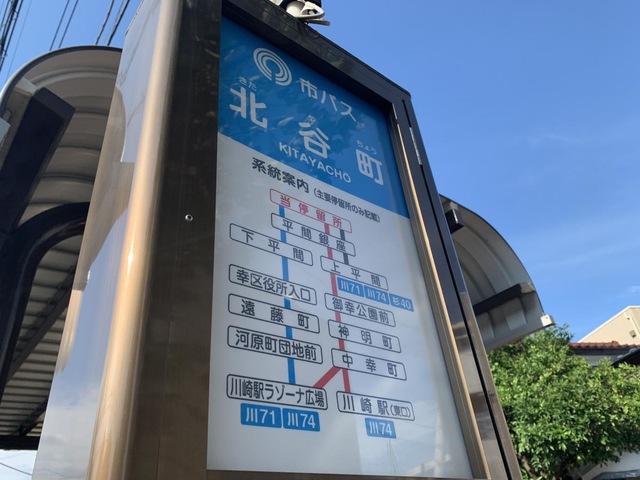 市バス
きた や ちょう
北 谷 町
KITAYACHO
系統案内(主要停留所のみ記載)
当停留所
平間銀座
下平間
上平間
川71 川74 杉40
幸区役所入口
御幸公園前
遠藤町
神明町
河原町団地前
中幸町
川崎駅ラゾーナ広場
川崎駅(東口)
川71 川74
川74